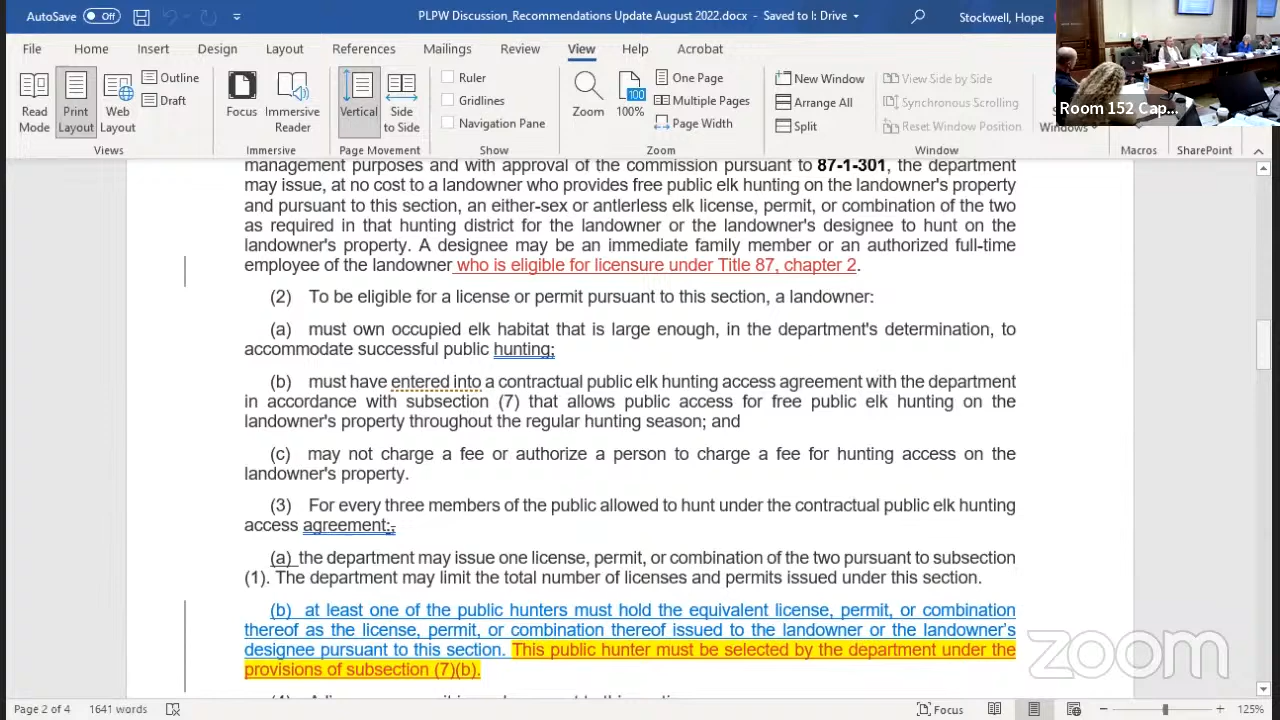 AutoSave Off PLPW Discussion_Recommendations Update August 2022.docx - Saved to I: Drive Stockwell, Hope
File Home Insert Design Layout References Mailings Review View Help Acrobat
Read Mode Print Layout Web Layout Outline Draft
Views
Focus Immersive Reader
Immersive
Vertical Side to Side
Page Movement
Ruler
Gridlines
Navigation Pane
Show
Zoom 100% One Page Multiple Pages Page Width
Zoom
New Window Arrange All Split View Side by Side Synchronous Scrolling Reset Window Position Windows
Window
Macros SharePoint
Room 152 Cap...
management purposes and with approval of the commission pursuant to 87-1-301, the department
may issue, at no cost to a landowner who provides free public elk hunting on the landowner's property
and pursuant to this section, an either-sex or antlerless elk license, permit, or combination of the two
as required in that hunting district for the landowner or the landowner's designee to hunt on the
landowner's property. A designee may be an immediate family member or an authorized full-time
employee of the landowner who is eligible for licensure under Title 87, chapter 2.
(2) To be eligible for a license or permit pursuant to this section, a landowner:
(a) must own occupied elk habitat that is large enough, in the department's determination, to
accommodate successful public hunting;
(b) must have entered into a contractual public elk hunting access agreement with the department
in accordance with subsection (7) that allows public access for free public elk hunting on the
landowner's property throughout the regular hunting season; and
(c) may not charge a fee or authorize a person to charge a fee for hunting access on the
landowner's property.
(3) For every three members of the public allowed to hunt under the contractual public elk hunting
access agreement:,
(a) the department may issue one license, permit, or combination of the two pursuant to subsection
(1). The department may limit the total number of licenses and permits issued under this section.
(b) at least one of the public hunters must hold the equivalent license, permit, or combination
thereof as the license, permit, or combination thereof issued to the landowner or the landowner's
designee pursuant to this section. This public hunter must be selected by the department under the
provisions of subsection (7)(b).
zoom
Page 2 of 4 1641 words Focus 125%